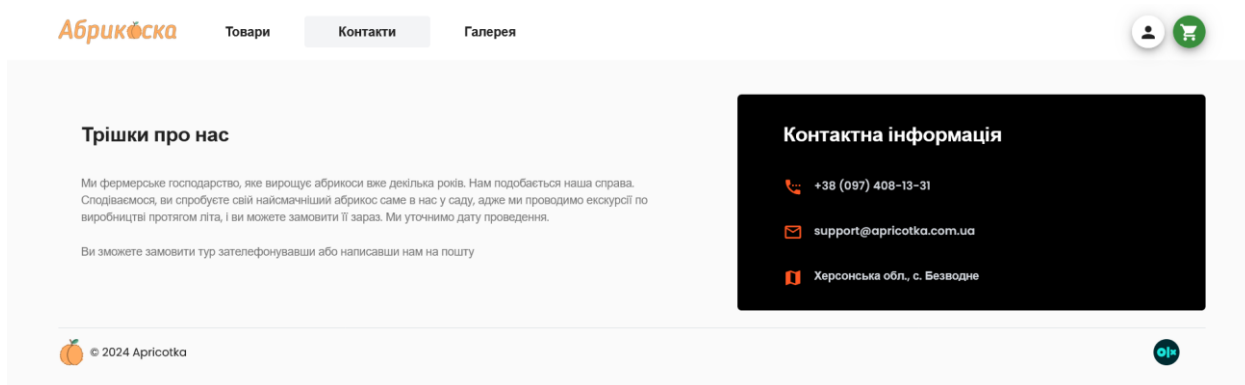 Абрикоска
Товари
Контакти
Галерея
Трішки про нас
Ми фермерське господарство, яке вирощує абрикоси вже декілька років. Нам подобається наша справа.
Сподіваємося, ви спробуєте свій найсмачніший абрикос саме в нас у саду, адже ми проводимо екскурсії по
виробництві протягом літа, і ви можете замовити її зараз. Ми уточнимо дату проведення.
Ви зможете замовити тур зателефонувавши або написавши нам на пошту
Контактна інформація
+38 (097) 408-13-31
support@apricotka.com.ua
Херсонська обл., с. Безводне
© 2024 Apricotka
olx